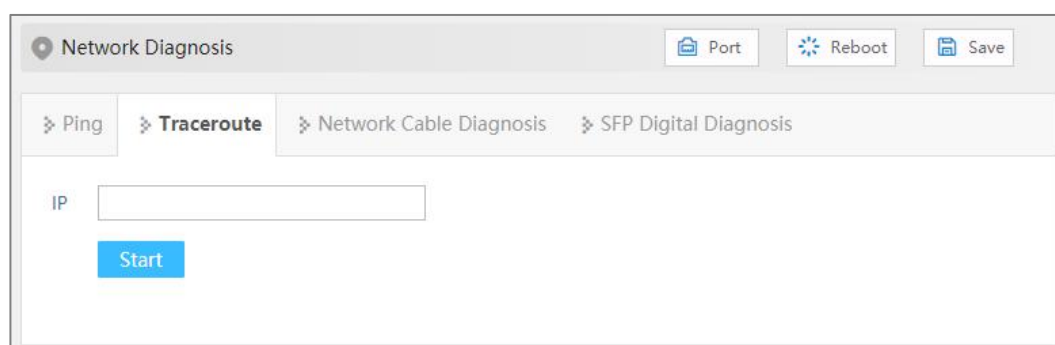 Network Diagnosis Port Reboot Save
Ping Traceroute Network Cable Diagnosis SFP Digital Diagnosis
IP
Start